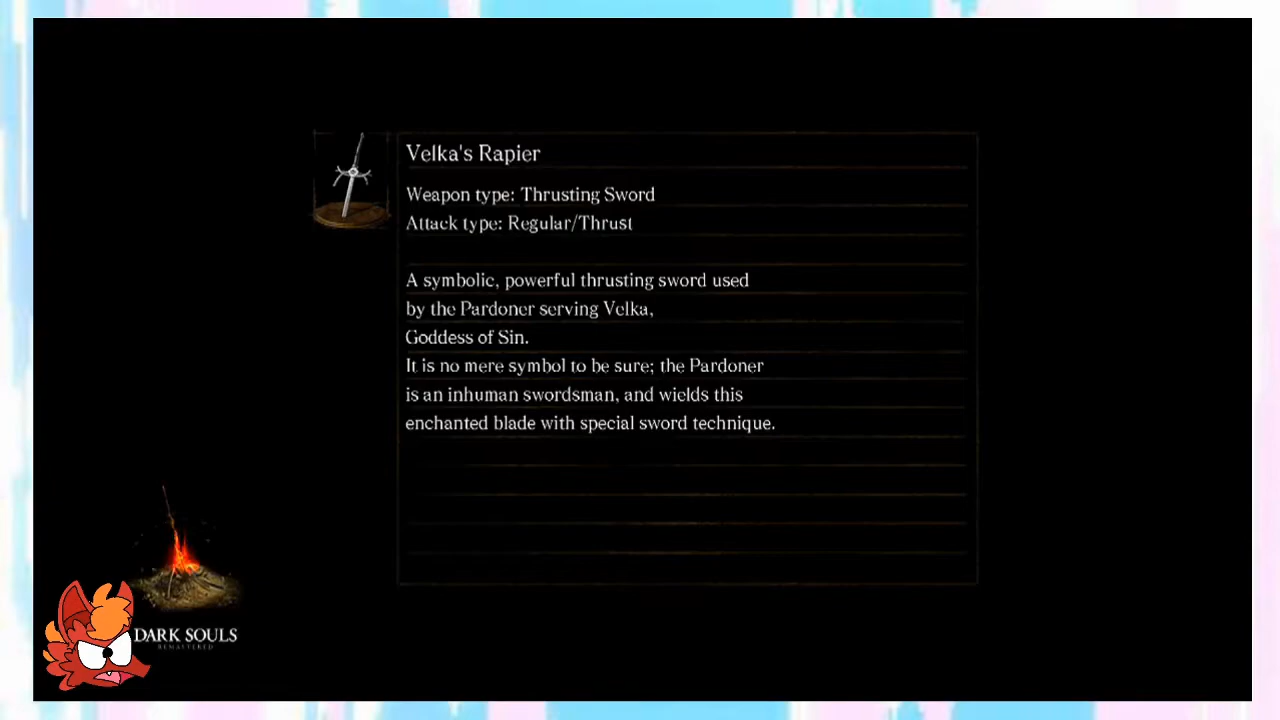 Velka's Rapier
Weapon type: Thrusting Sword
Attack type: Regular/Thrust
A symbolic, powerful thrusting sword used
by the Pardoner serving Velka,
Goddess of Sin.
It is no mere symbol to be sure; the Pardoner
is an inhuman swordsman, and wields this
enchanted blade with special sword technique.
DARK SOULS
REMASTERED